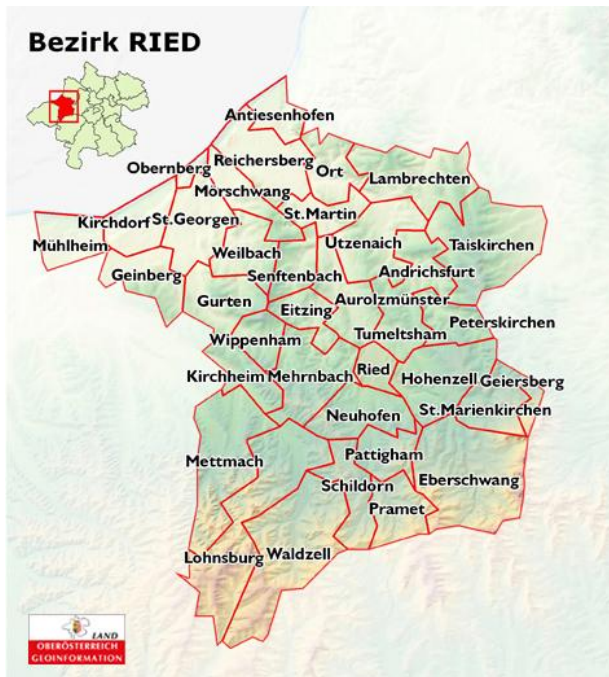 Bezirk RIED
Antiesenhofen
Reichersberg
Obernberg
Ort
Lambrechten
Mörschwang
St.Martin
Kirchdorf
St.Georgen
Mühlheim
Utzenaich
Taiskirchen
Weilbach
Geinberg
Senftenbach
Andrichsfurt
Gurten
Eitzing
Aurolzmünster
Peterskirchen
Wippenham
Tumeltsham
Kirchheim
Mehrnbach
Ried
Hohenzell
Geiersberg
Neuhofen
St.Marienkirchen
Mettmach
Pattigham
Schildorn
Eberschwang
Pramet
Lohnsburg
Waldzell
LAND
OBERÖSTERREICH
GEOINFORMATION